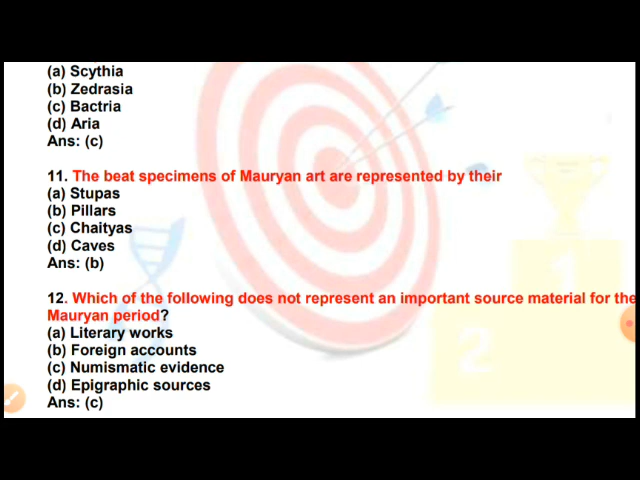 (a) Scythia
(b) Zedrasia
(c) Bactria
(d) Aria
Ans: (c)
11. The beat specimens of Mauryan art are represented by their
(a) Stupas
(b) Pillars
(c) Chaityas
(d) Caves
Ans: (b)
12. Which of the following does not represent an important source material for the
Mauryan period?
(a) Literary works
(b) Foreign accounts
(c) Numismatic evidence
(d) Epigraphic sources
Ans: (c)
1
2